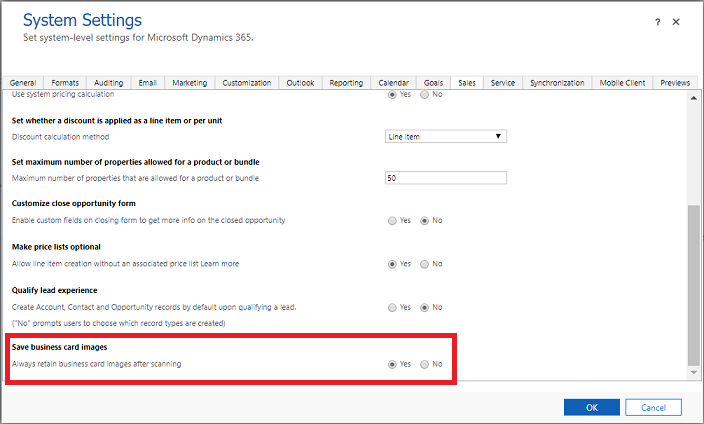 System Settings
? ✕
Set system-level settings for Microsoft Dynamics 365.
General Formats Auditing Email Marketing Customization Outlook Reporting Calendar Goals Sales Service Synchronization Mobile Client Previews
Use system pricing calculation Yes No
Set whether a discount is applied as a line item or per unit
Discount calculation method Line Item
Set maximum number of properties allowed for a product or bundle
Maximum number of properties that are allowed for a product or bundle 50
Customize close opportunity form
Enable custom fields on closing form to get more info on the closed opportunity Yes No
Make price lists optional
Allow line item creation without an associated price list Learn more Yes No
Qualify lead experience
Create Account, Contact and Opportunity records by default upon qualifying a lead. Yes No
("No" prompts users to choose which record types are created)
Save business card images
Always retain business card images after scanning Yes No
OK Cancel